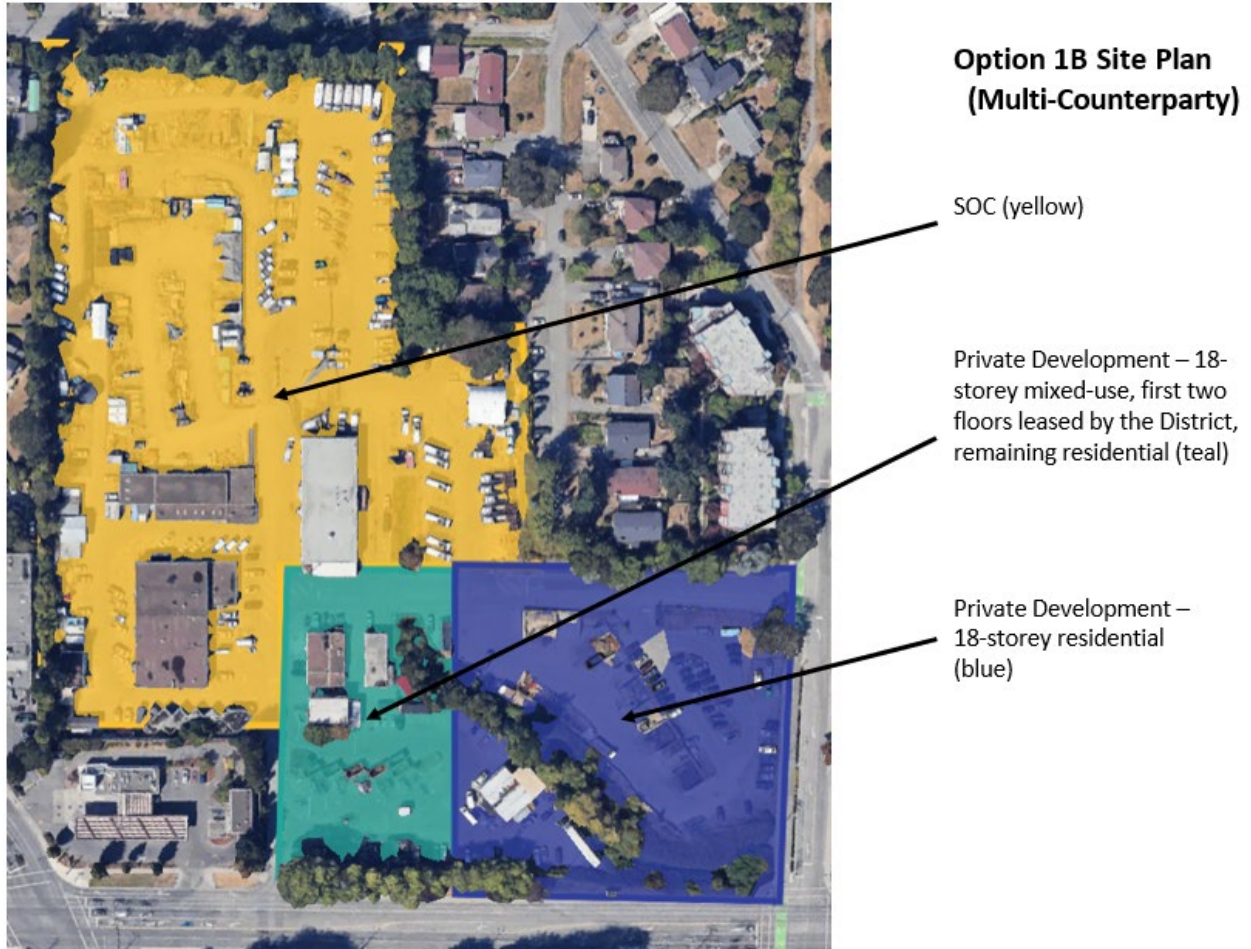 Option 1B Site Plan
(Multi-Counterparty)
SOC (yellow)
Private Development – 18-
storey mixed-use, first two
floors leased by the District,
remaining residential (teal)
Private Development –
18-storey residential
(blue)